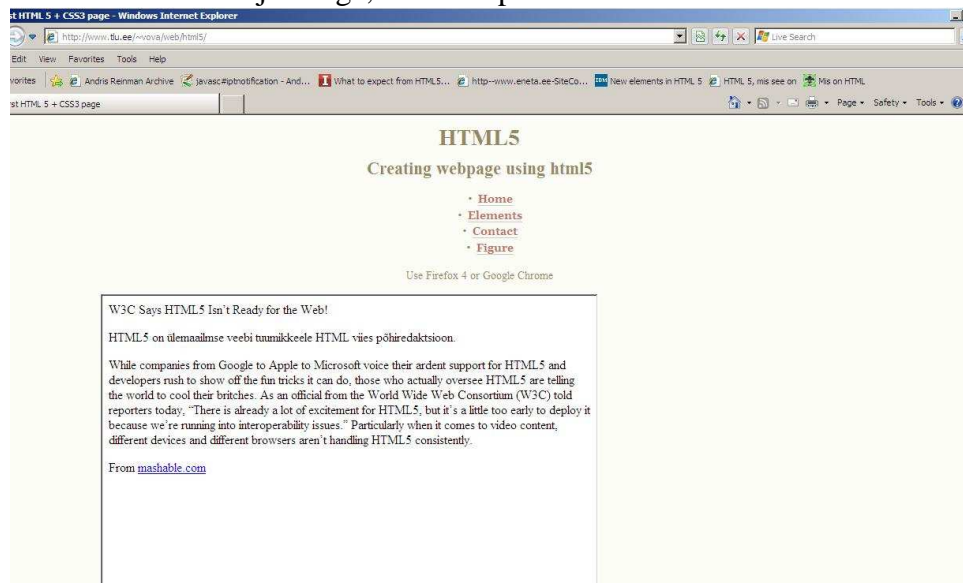 st HTML 5 + CSS3 page - Windows Internet Explorer
http://www.tlu.ee/~vova/web/html5/
Live Search
Edit View Favorites Tools Help
vorites Andris Reinman Archive javasc#iptnotification - And... What to expect from HTML5... http--www.eneta.ee-SiteCo... New elements in HTML 5 HTML 5, mis see on Mis on HTML
rst HTML 5 + CSS3 page
Page Safety Tools
HTML5
Creating webpage using html5
• Home
• Elements
• Contact
• Figure
Use Firefox 4 or Google Chrome
W3C Says HTML5 Isn't Ready for the Web!
HTML5 on ülemaailmse veebi tuumikkeele HTML viies põhiredaktsioon.
While companies from Google to Apple to Microsoft voice their ardent support for HTML5 and
developers rush to show off the fun tricks it can do, those who actually oversee HTML5 are telling
the world to cool their britches. As an official from the World Wide Web Consortium (W3C) told
reporters today, “There is already a lot of excitement for HTML5, but it's a little too early to deploy it
because we're running into interoperability issues.” Particularly when it comes to video content,
different devices and different browsers aren't handling HTML5 consistently.
From mashable.com